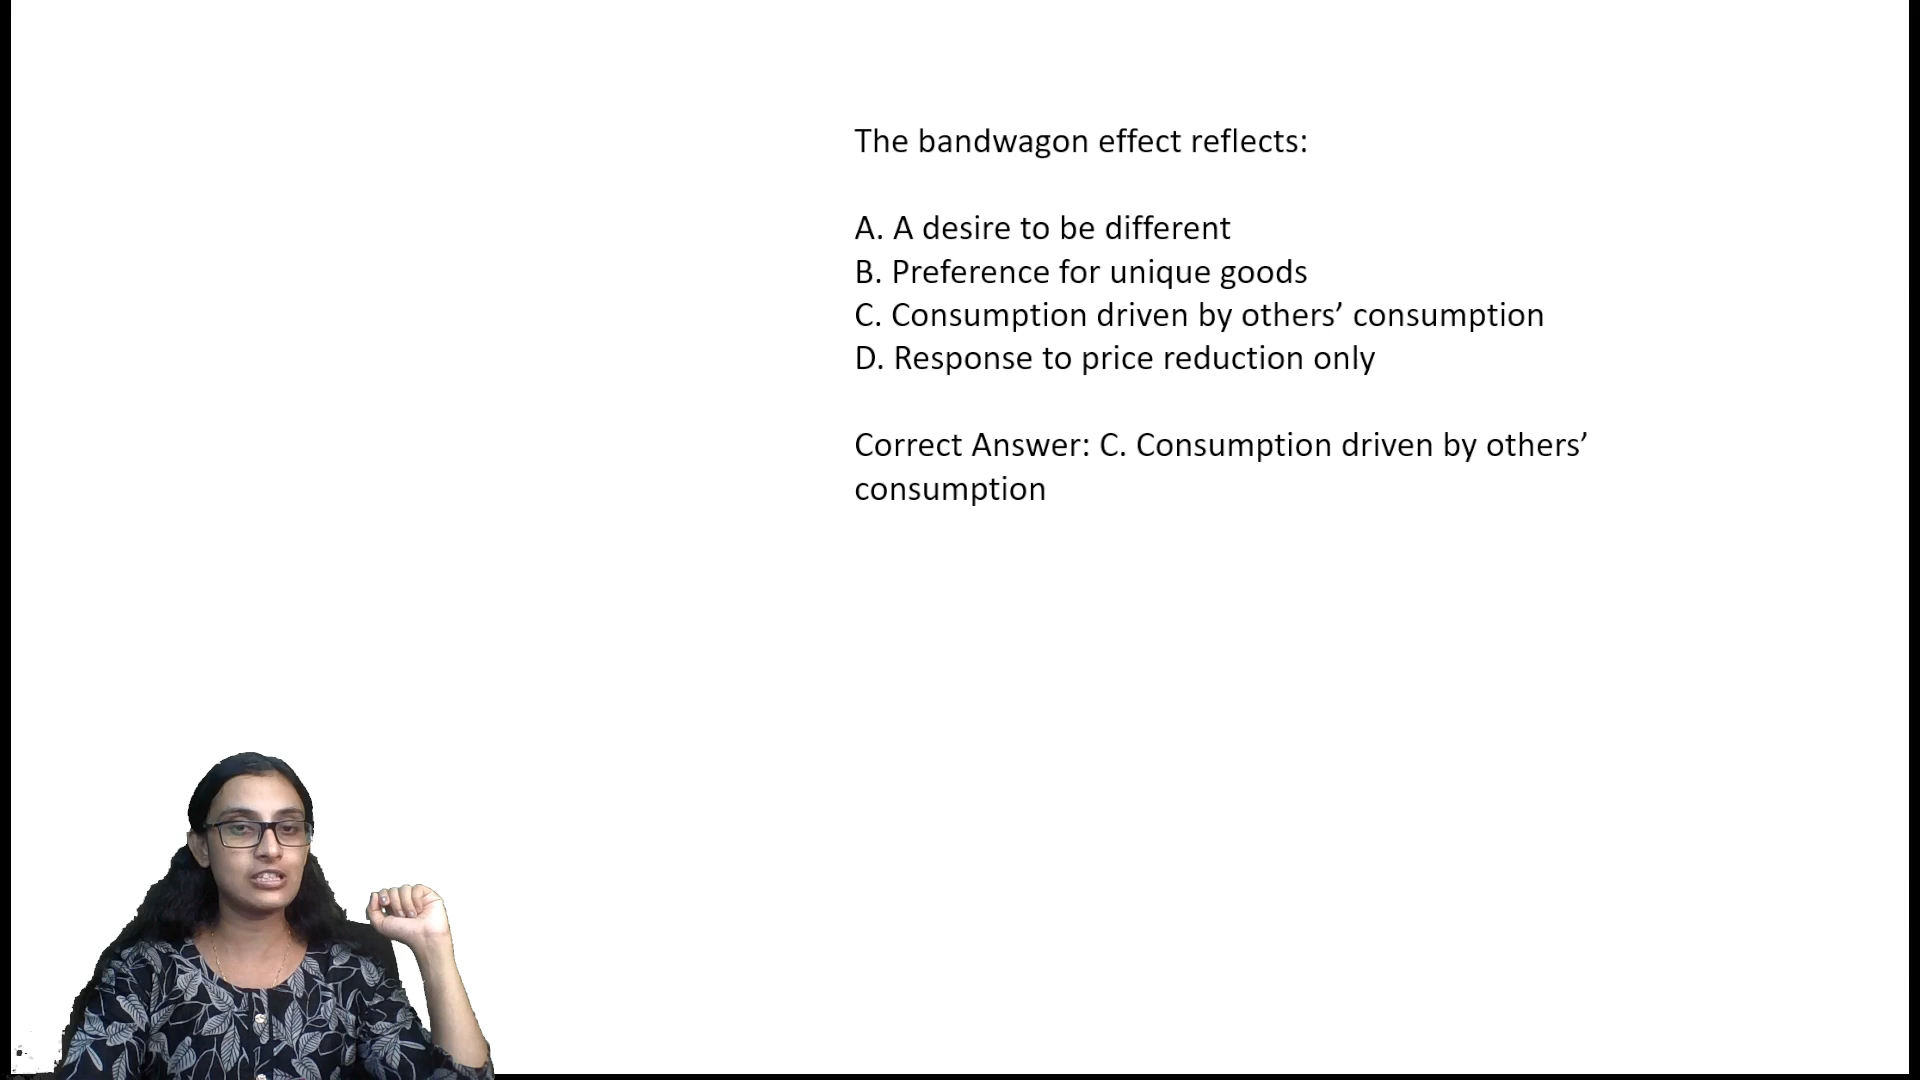 The bandwagon effect reflects:
A. A desire to be different
B. Preference for unique goods
C. Consumption driven by others’ consumption
D. Response to price reduction only
Correct Answer: C. Consumption driven by others’
consumption